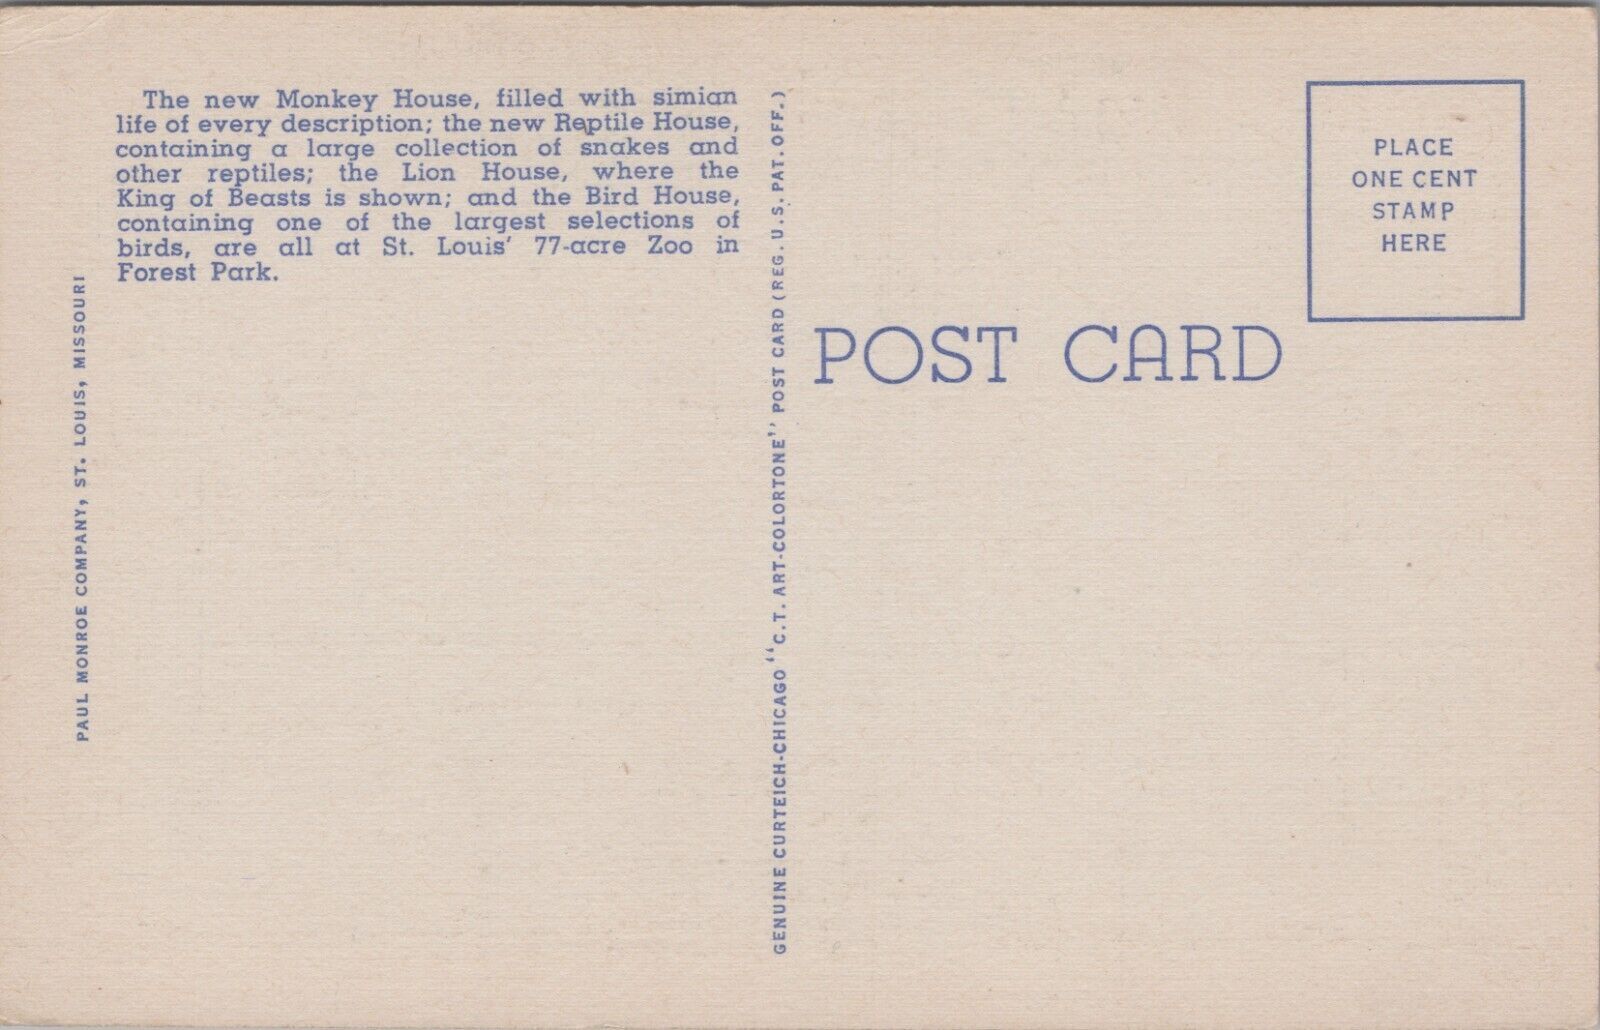 The new Monkey House, filled with simian
life of every description; the new Reptile House,
containing a large collection of snakes and
other reptiles; the Lion House, where the
King of Beasts is shown; and the Bird House,
containing one of the largest selections of
birds, are all at St. Louis' 77-acre Zoo in
Forest Park.
PAUL MONROE COMPANY, ST. LOUIS, MISSOURI
GENUINE CURTEICH-CHICAGO "C.T. ART-COLORTONE" POST CARD (REG. U.S. PAT. OFF.)
POST CARD
PLACE
ONE CENT
STAMP
HERE